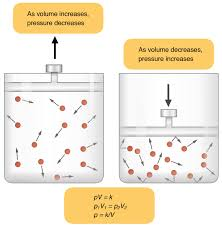 As volume increases,
pressure decreases
As volume decreases,
pressure increases
pV = k
p₁V₁ = p₂V₂
p = k/V